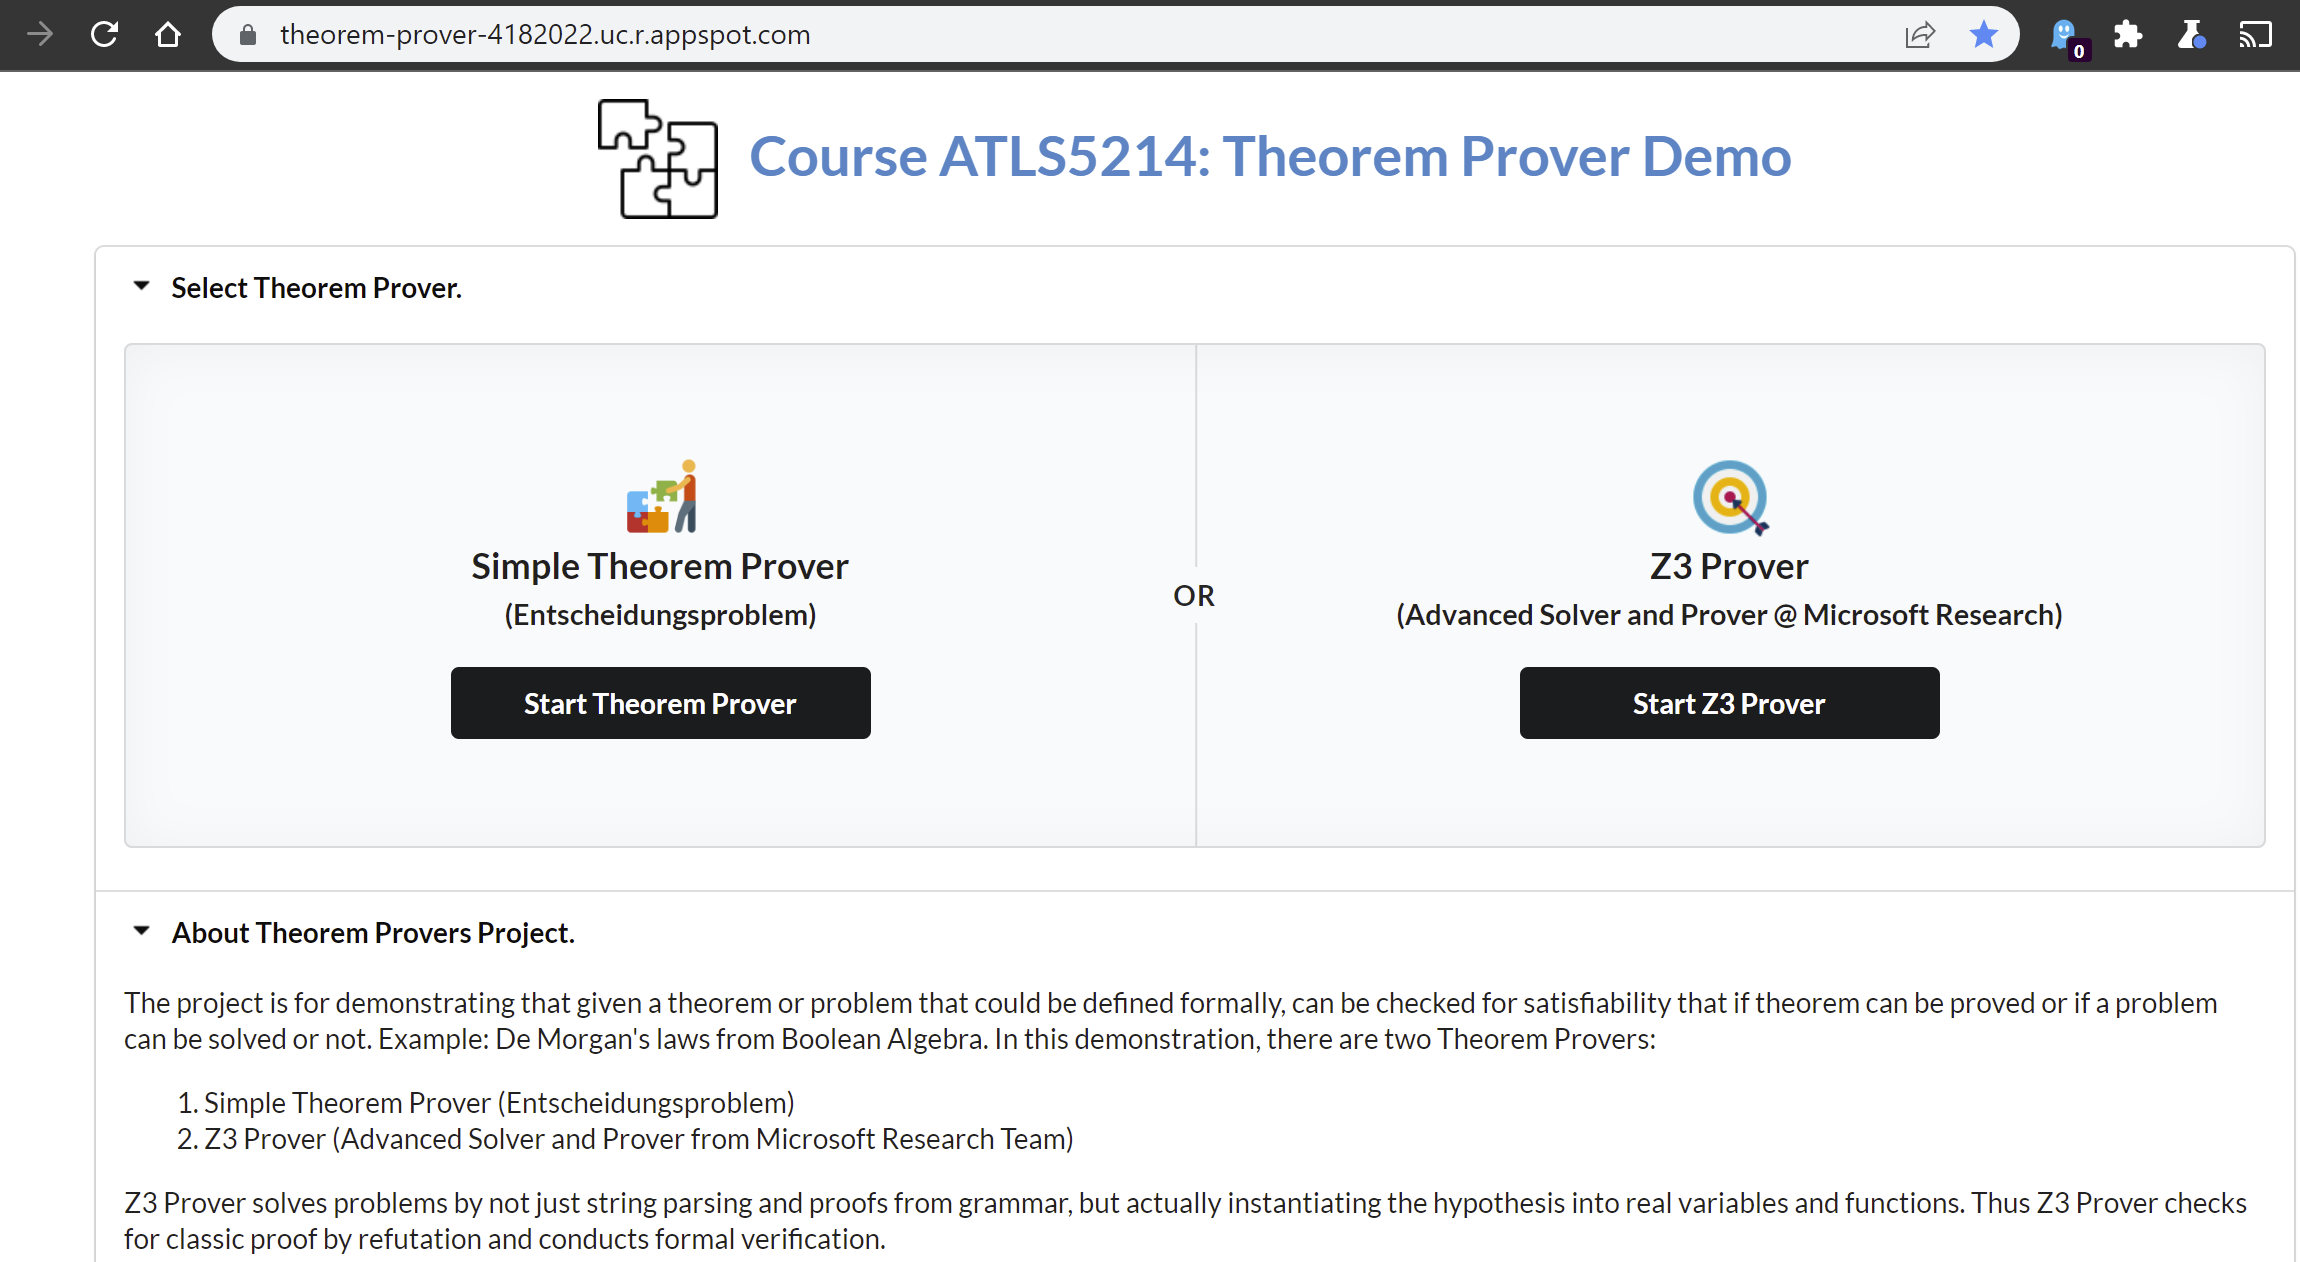 theorem-prover-4182022.uc.r.appspot.com
0
Course ATLS5214: Theorem Prover Demo
Select Theorem Prover.
Simple Theorem Prover
(Entscheidungsproblem)
Start Theorem Prover
OR
Z3 Prover
(Advanced Solver and Prover @ Microsoft Research)
Start Z3 Prover
About Theorem Provers Project.
The project is for demonstrating that given a theorem or problem that could be defined formally, can be checked for satisfiability that if theorem can be proved or if a problem
can be solved or not. Example: De Morgan's laws from Boolean Algebra. In this demonstration, there are two Theorem Provers:
1. Simple Theorem Prover (Entscheidungsproblem)
2. Z3 Prover (Advanced Solver and Prover from Microsoft Research Team)
Z3 Prover solves problems by not just string parsing and proofs from grammar, but actually instantiating the hypothesis into real variables and functions. Thus Z3 Prover checks
for classic proof by refutation and conducts formal verification.